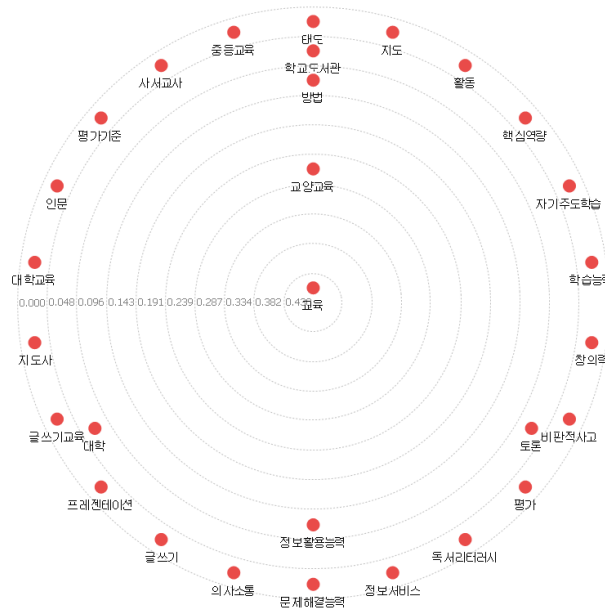 태도
중등교육
지도
학교도서관
사서교사
활동
방법
평가기준
핵심역량
교양교육
인문
자기주도학습
대학교육
학습능력
0.000 0.048 0.096 0.143 0.191 0.239 0.287 0.334 0.382
교육
지도사
창의력
글쓰기교육
대학
토론
비판적사고
프레젠테이션
평가
정보활용능력
글쓰기
독서리터러시
의사소통
문제해결능력
정보서비스